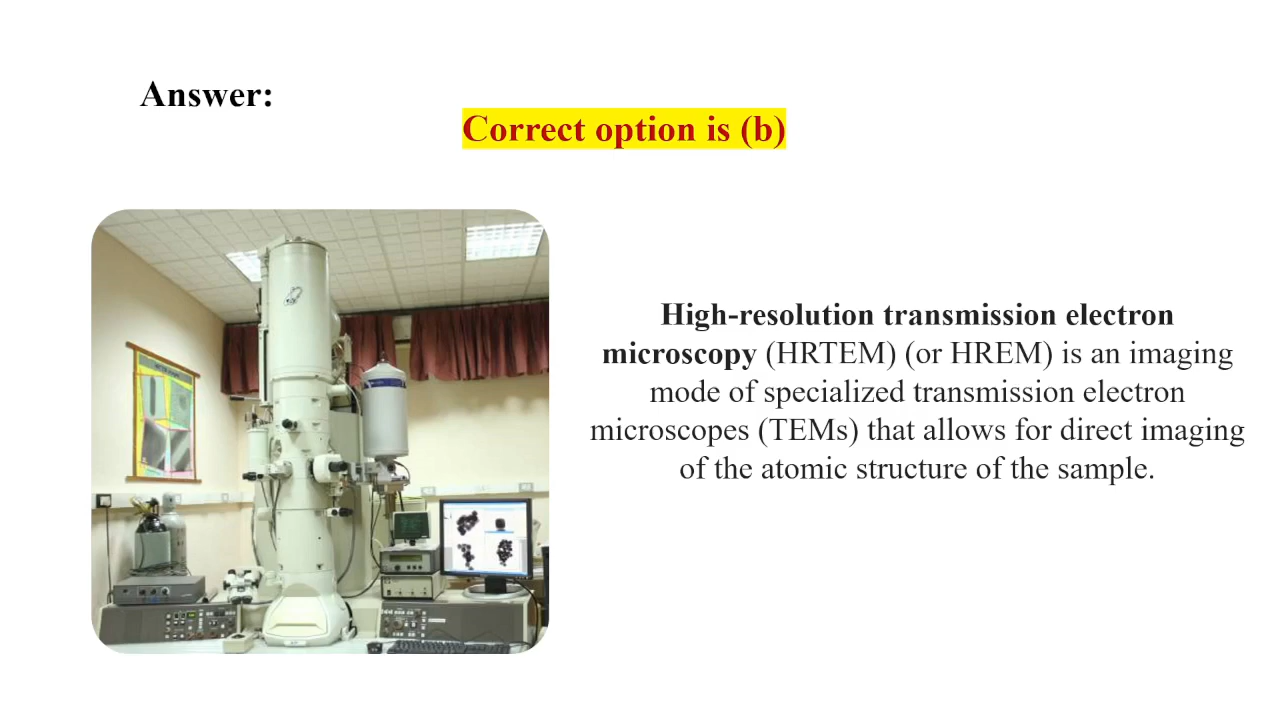 Answer:
Correct option is (b)
High-resolution transmission electron
microscopy (HRTEM) (or HREM) is an imaging
mode of specialized transmission electron
microscopes (TEMs) that allows for direct imaging
of the atomic structure of the sample.